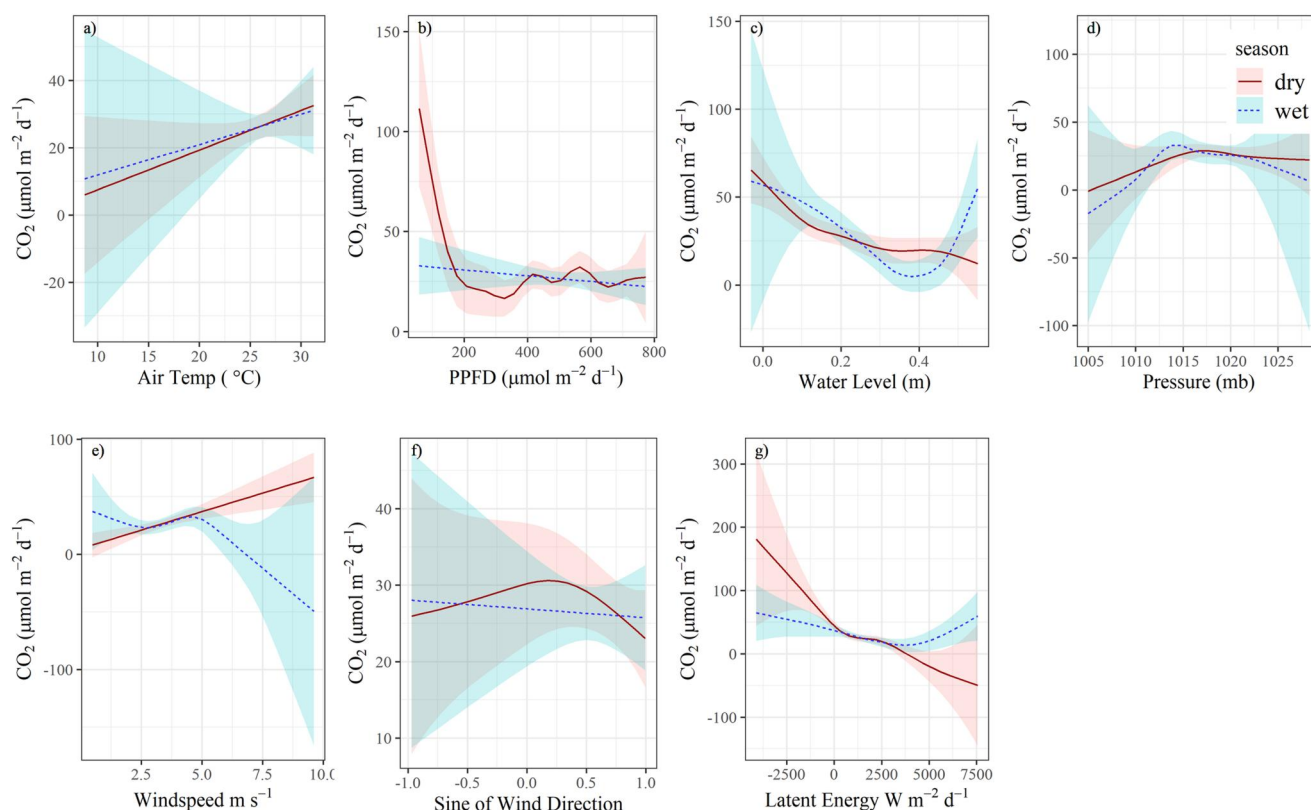 a)
b)
c)
d)
season
dry
wet
CO₂ (μmol m⁻² d⁻¹)
40
20
0
-20
10
15
20
25
30
Air Temp ( °C)
CO₂ (μmol m⁻² d⁻¹)
150
100
50
0
200
400
600
800
PPFD (μmol m⁻² d⁻¹)
CO₂ (μmol m⁻² d⁻¹)
150
100
50
0
0.0
0.2
0.4
Water Level (m)
CO₂ (μmol m⁻² d⁻¹)
100
50
25
0
-50
-100
1005
1010
1015
1020
1025
Pressure (mb)
e)
f)
g)
CO₂ (μmol m⁻² d⁻¹)
100
0
-100
2.5
5.0
7.5
10.0
Windspeed m s⁻¹
CO₂ (μmol m⁻² d⁻¹)
40
30
20
10
-1.0
-0.5
0.0
0.5
1.0
Sine of Wind Direction
CO₂ (μmol m⁻² d⁻¹)
300
200
100
0
-100
-2500
0
2500
5000
7500
Latent Energy W m⁻² d⁻¹